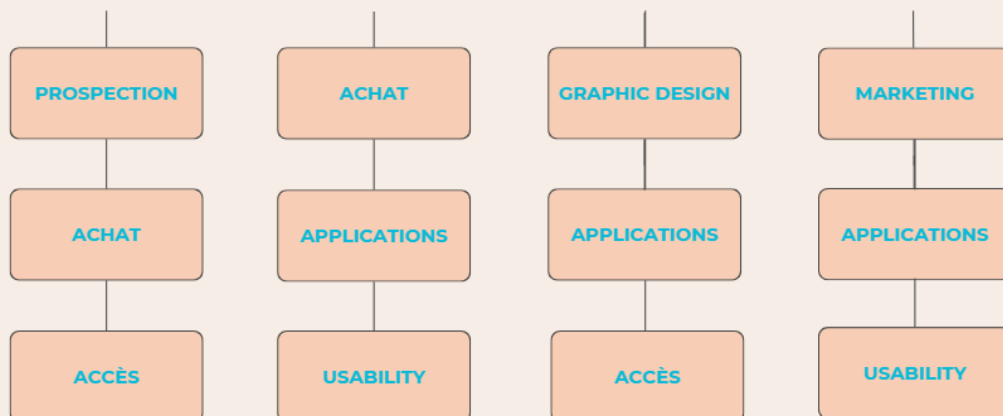 PROSPECTION
ACHAT
GRAPHIC DESIGN
MARKETING
ACHAT
APPLICATIONS
APPLICATIONS
APPLICATIONS
ACCÈS
USABILITY
ACCÈS
USABILITY